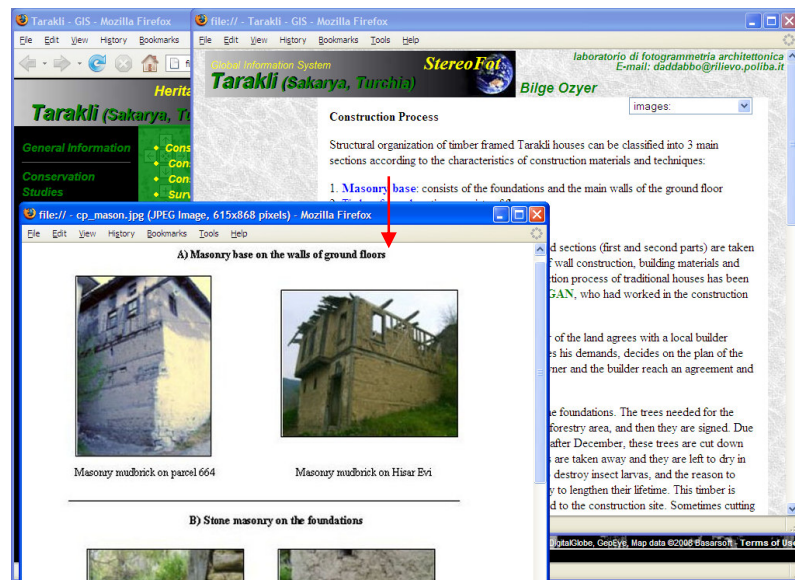 Tarakli - GIS - Mozilla Firefox
File Edit View History Bookmarks
Herita
Tarakli (Sakarya, Tu
General Information
Conservation
Studies
Cons
Con
Con
Surv
file:// - Tarakli - GIS - Mozilla Firefox
File Edit View History Bookmarks Tools Help
Global Information System
StereoFot
Tarakli (Sakarya, Turchia)
laboratorio di fotogrammetria architettonica
E-mail: daddabbo@rilievo.poliba.it
Bilge Ozyer
images:
Construction Process
Structural organization of timber framed Tarakli houses can be classified into 3 main
sections according to the characteristics of construction materials and techniques:
1. Masonry base: consists of the foundations and the main walls of the ground floor
d sections (first and second parts) are taken
f wall construction, building materials and
tion process of traditional houses has been
GAN, who had worked in the construction
r of the land agrees with a local builder
es his demands, decides on the plan of the
ner and the builder reach an agreement and
e foundations. The trees needed for the
forestry area, and then they are signed. Due
after December, these trees are cut down
s are taken away and they are left to dry in
destroy insect larvas, and the reason to
y to lengthen their lifetime. This timber is
d to the construction site. Sometimes cutting
DigitalGlobe, GeoEye, Map data ©2008 Basarsoft - Terms of Use
file:// - cp_mason.jpg (JPEG Image, 615x868 pixels) - Mozilla Firefox
File Edit View History Bookmarks Tools Help
A) Masonry base on the walls of ground floors
Masonry mudbrick on parcel 664
Masonry mudbrick on Hisar Evi
B) Stone masonry on the foundations